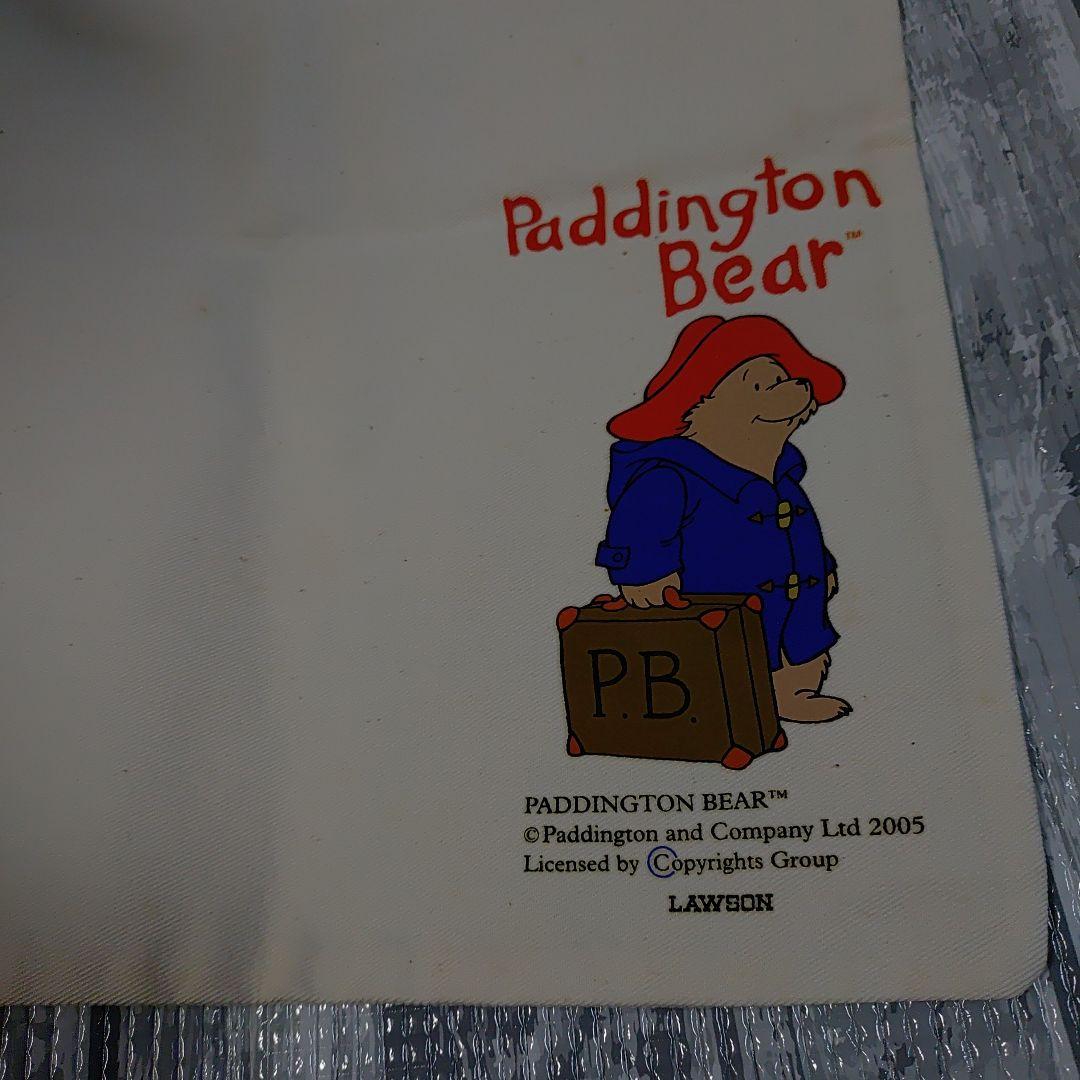 Paddington
Bear™
P.B.
PADDINGTON BEAR™
©Paddington and Company Ltd 2005
Licensed by Copyrights Group
LAWSON